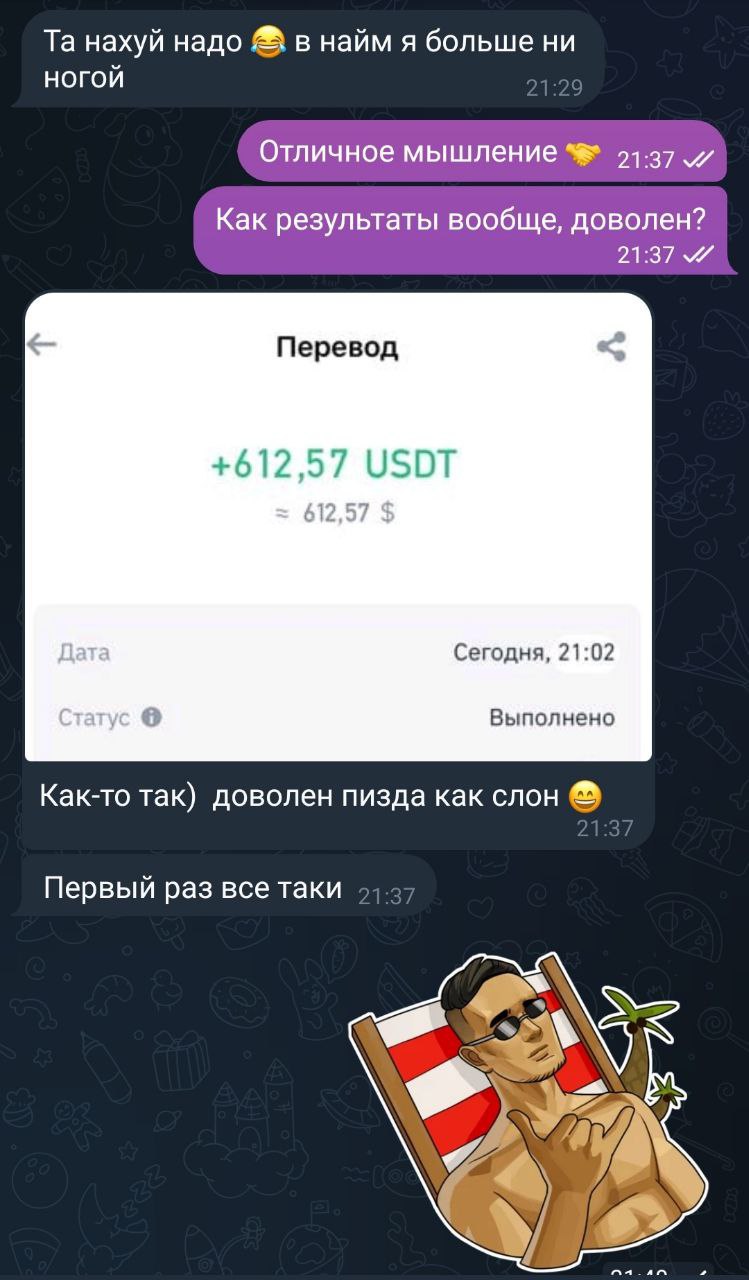 Та нахуй надо 😂 в найм я больше ни
ногой
21:29
Отличное мышление 🤝 21:37
Как результаты вообще, доволен?
21:37
Перевод
+612,57 USDT
≈ 612,57 $
Дата Сегодня, 21:02
Статус Выполнено
Как-то так) доволен пизда как слон 😄
21:37
Первый раз все таки 21:37